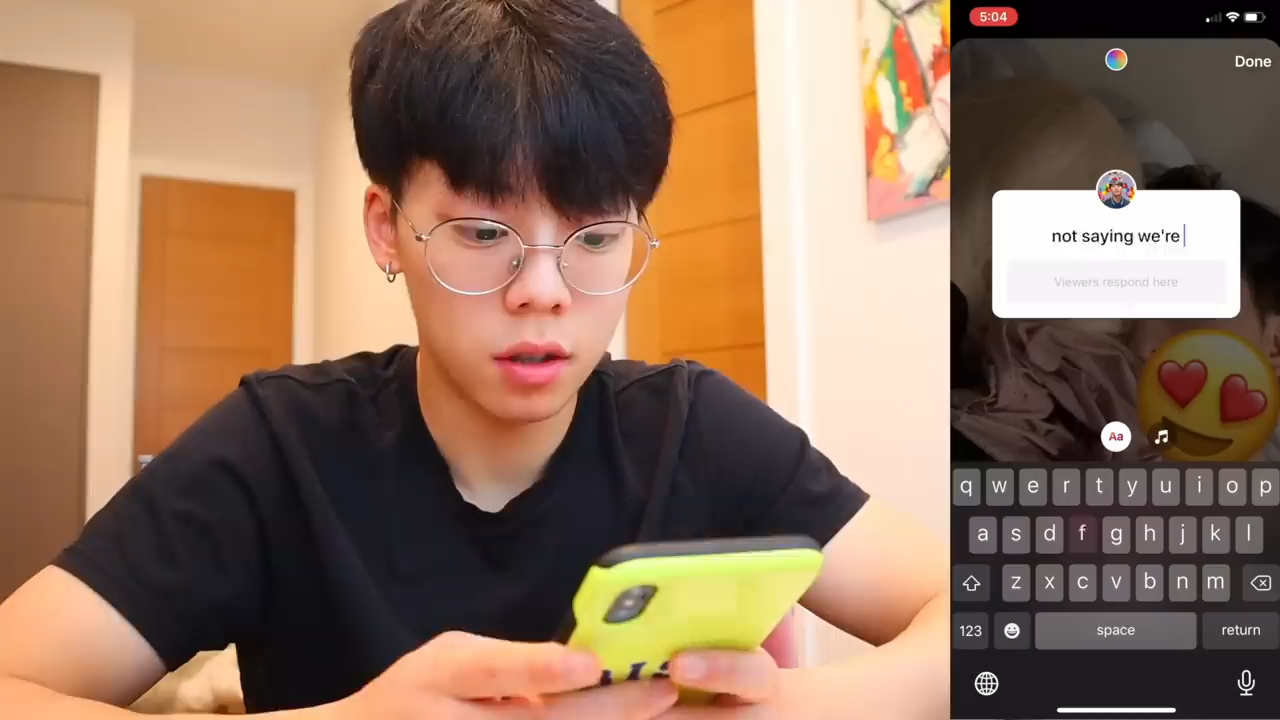 5:04
Done
not saying we're
Viewers respond here
Aa
q w e r t y u i o p
a s d f g h j k l
z x c v b n m
123 space return